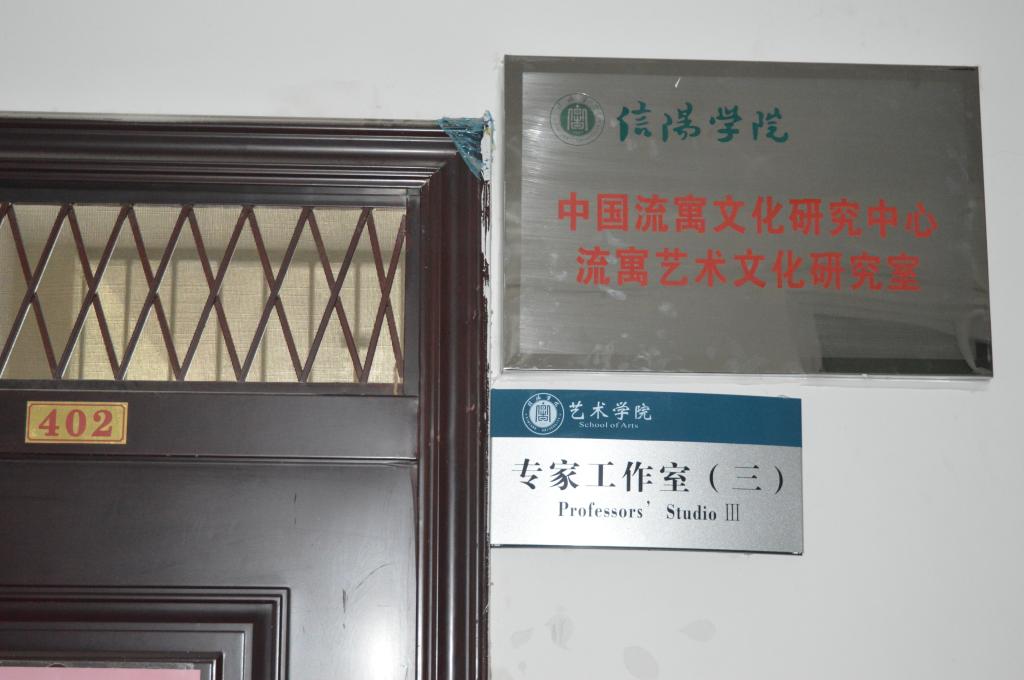 信陽学院
中国流寓文化研究中心
流寓艺术文化研究室
402
艺术学院
School of Arts
专家工作室（三）
Professors' Studio Ⅲ